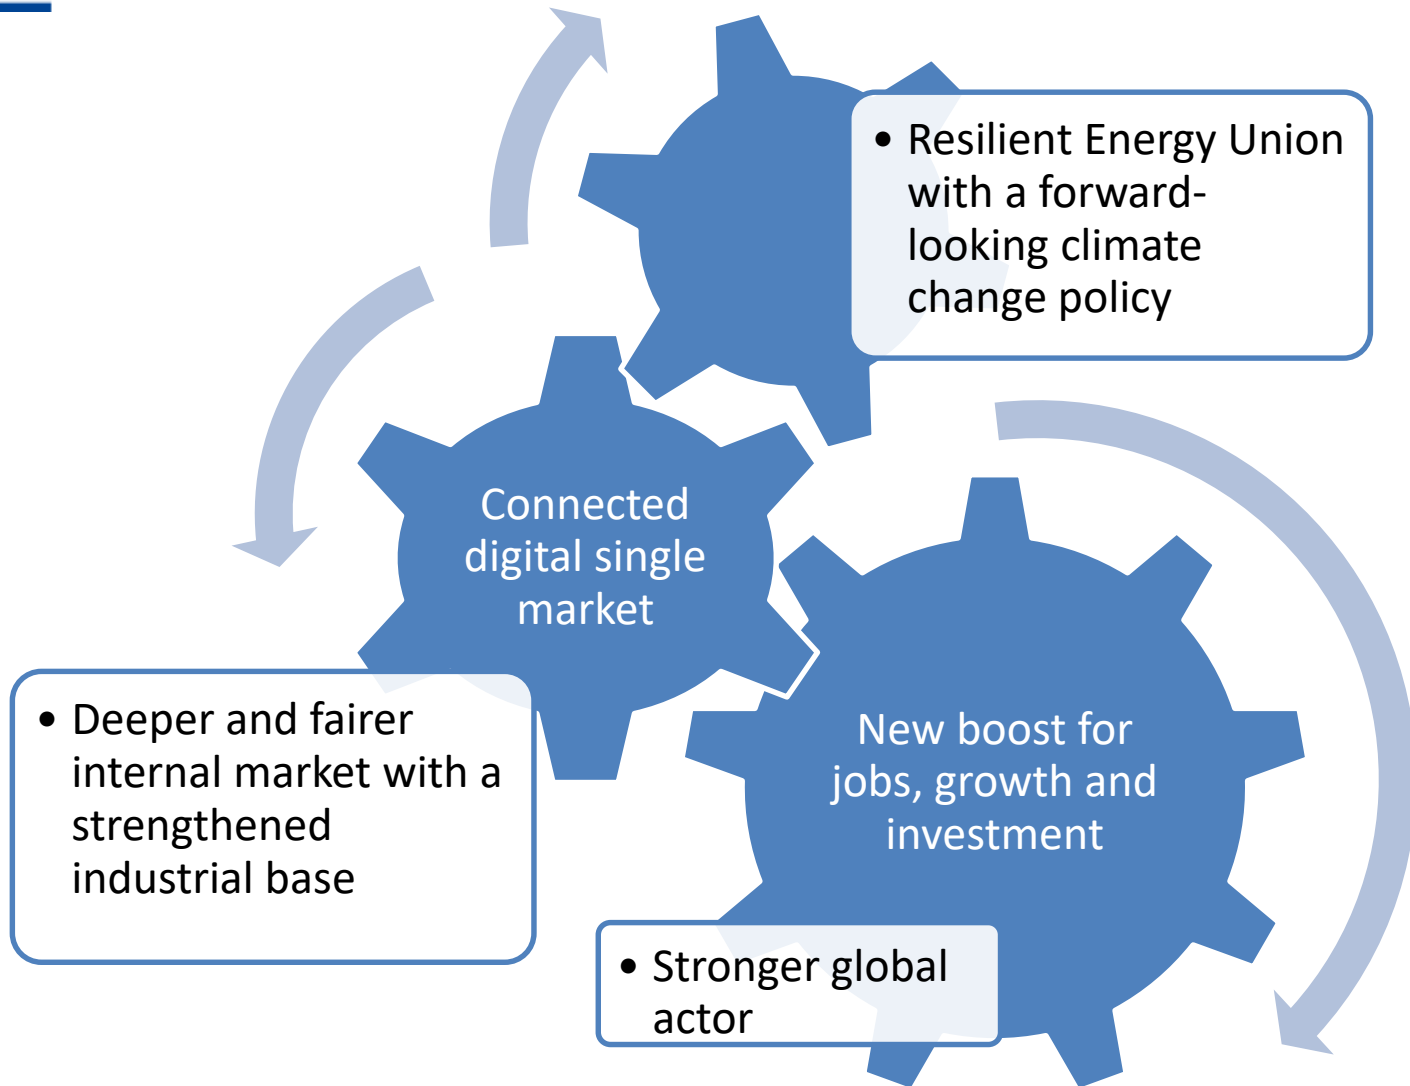 • Resilient Energy Union
with a forward-
looking climate
change policy
Connected
digital single
market
• Deeper and fairer
internal market with a
strengthened
industrial base
New boost for
jobs, growth and
investment
• Stronger global
actor